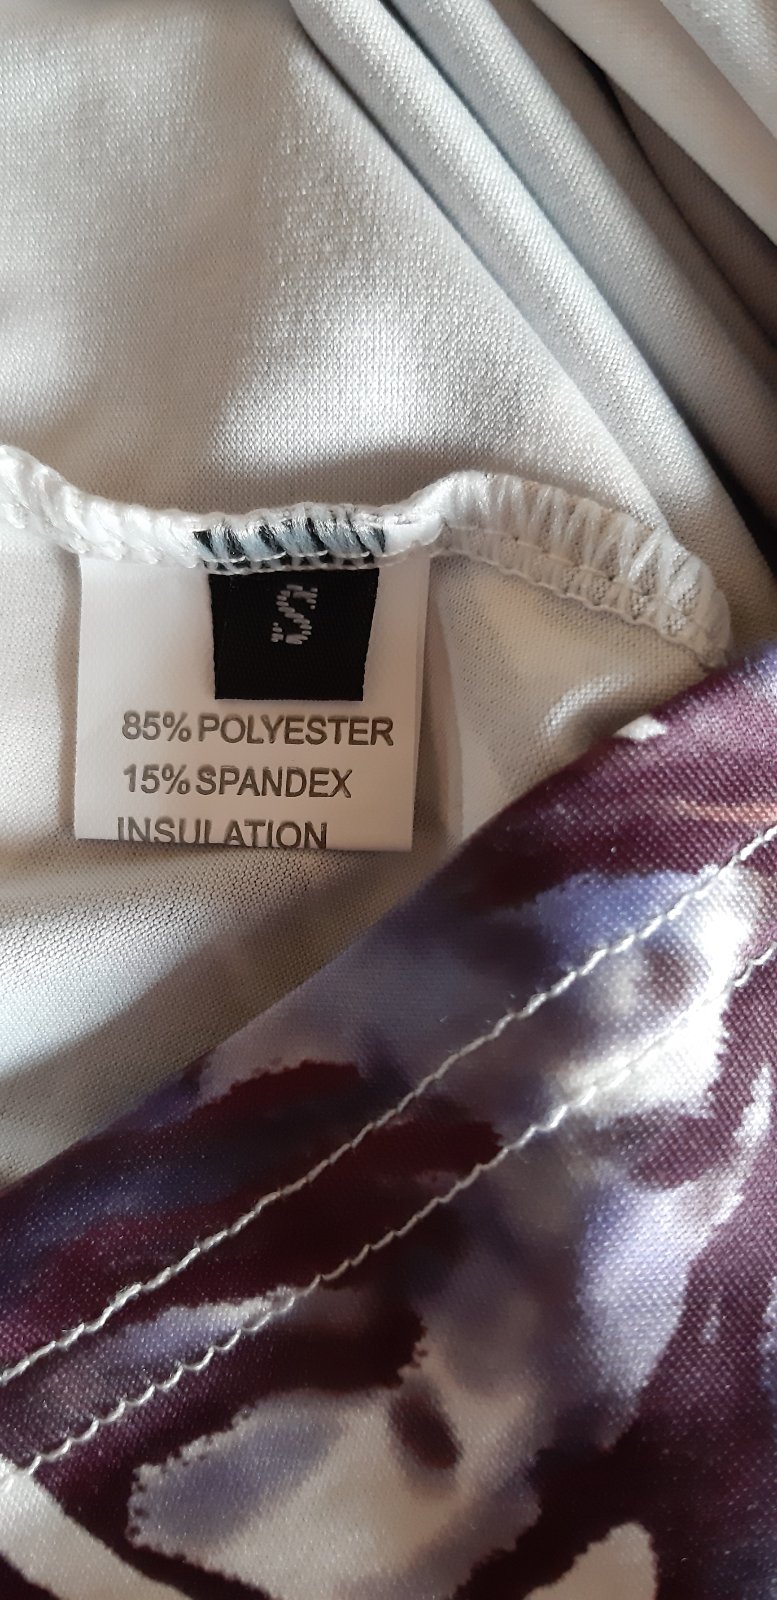 S
85% POLYESTER
15% SPANDEX
INSULATION